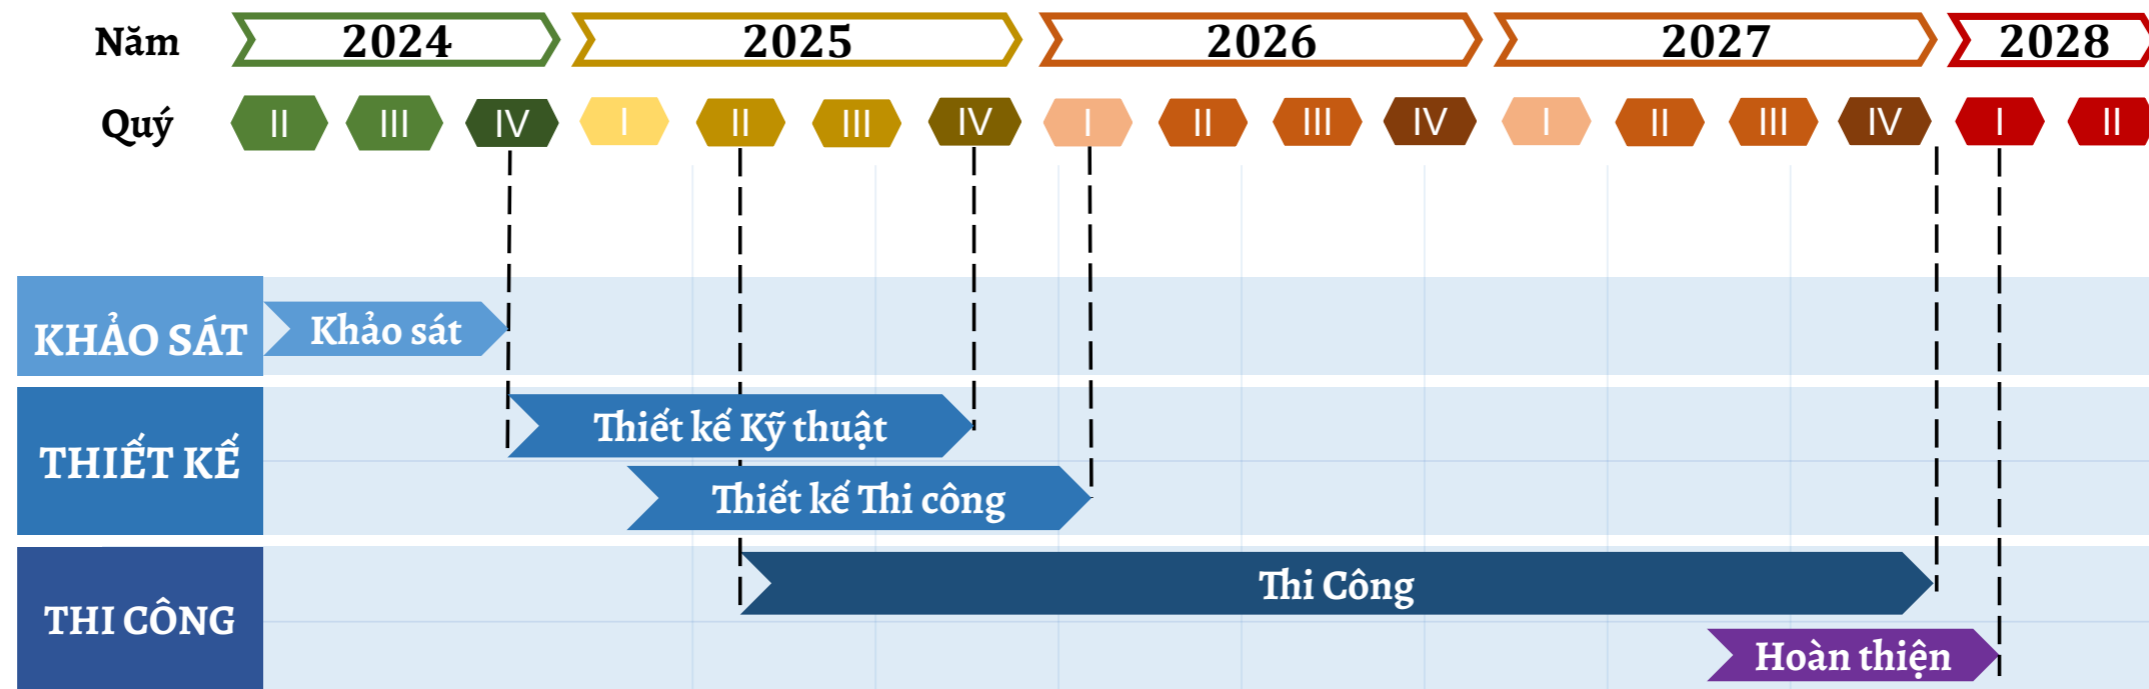 Năm 2024 2025 2026 2027 2028
Quý II III IV I II III IV I II III IV I II III IV I II
KHẢO SÁT Khảo sát
THIẾT KẾ
Thiết kế Kỹ thuật
Thiết kế Thi công
THI CÔNG
Thi Công
Hoàn thiện